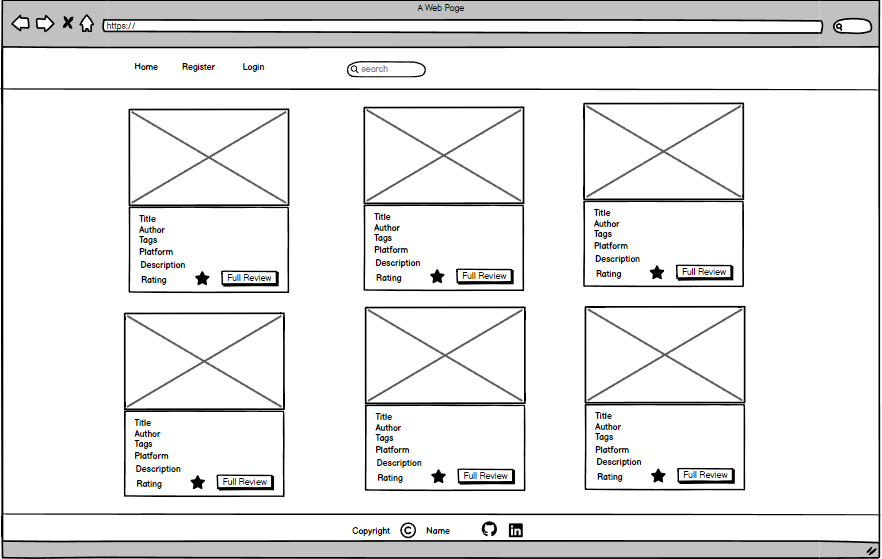 A Web Page
https://
Home Register Login search
Title
Author
Tags
Platform
Description
Rating Full Review
Title
Author
Tags
Platform
Description
Rating Full Review
Title
Author
Tags
Platform
Description
Rating Full Review
Title
Author
Tags
Platform
Description
Rating Full Review
Title
Author
Tags
Platform
Description
Rating Full Review
Title
Author
Tags
Platform
Description
Rating Full Review
Copyright © Name in